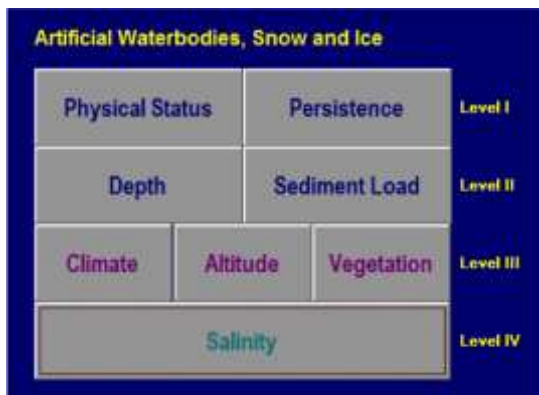 Artificial Waterbodies, Snow and Ice
Physical Status Persistence Level I
Depth Sediment Load Level II
Climate Altitude Vegetation Level III
Salinity Level IV